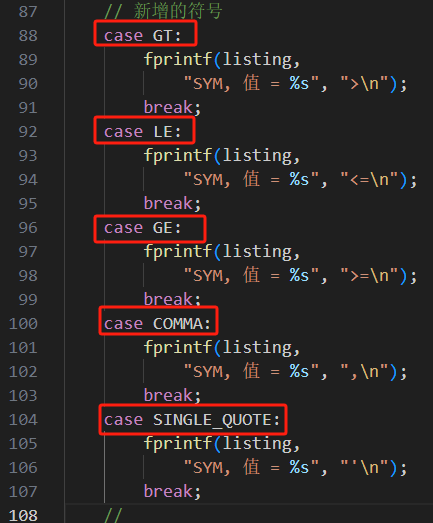 87 // 新增的符号
88 case GT:
89 fprintf(listing,
90 "SYM, 值 = %s", ">\n");
91 break;
92 case LE:
93 fprintf(listing,
94 "SYM, 值 = %s", "<=\n");
95 break;
96 case GE:
97 fprintf(listing,
98 "SYM, 值 = %s", ">=\n");
99 break;
100 case COMMA:
101 fprintf(listing,
102 "SYM, 值 = %s", ",\n");
103 break;
104 case SINGLE_QUOTE:
105 fprintf(listing,
106 "SYM, 值 = %s", "'\n");
107 break;
108 //